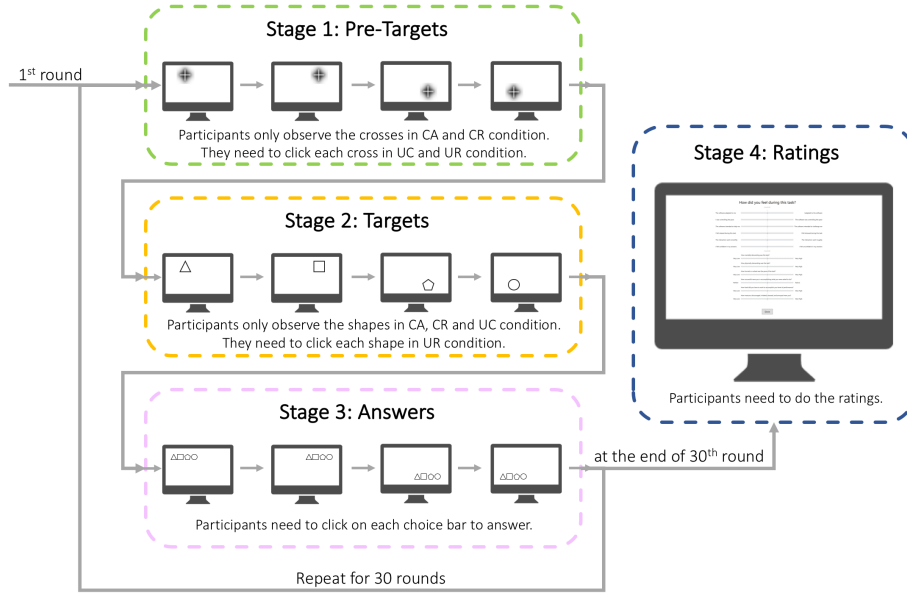 1st round
Stage 1: Pre-Targets
Participants only observe the crosses in CA and CR condition.
They need to click each cross in UC and UR condition.
Stage 2: Targets
Participants only observe the shapes in CA, CR and UC condition.
They need to click each shape in UR condition.
Stage 3: Answers
Participants need to click on each choice bar to answer.
Repeat for 30 rounds
at the end of 30th round
Stage 4: Ratings
How did you feel during this task?
Participants need to do the ratings.